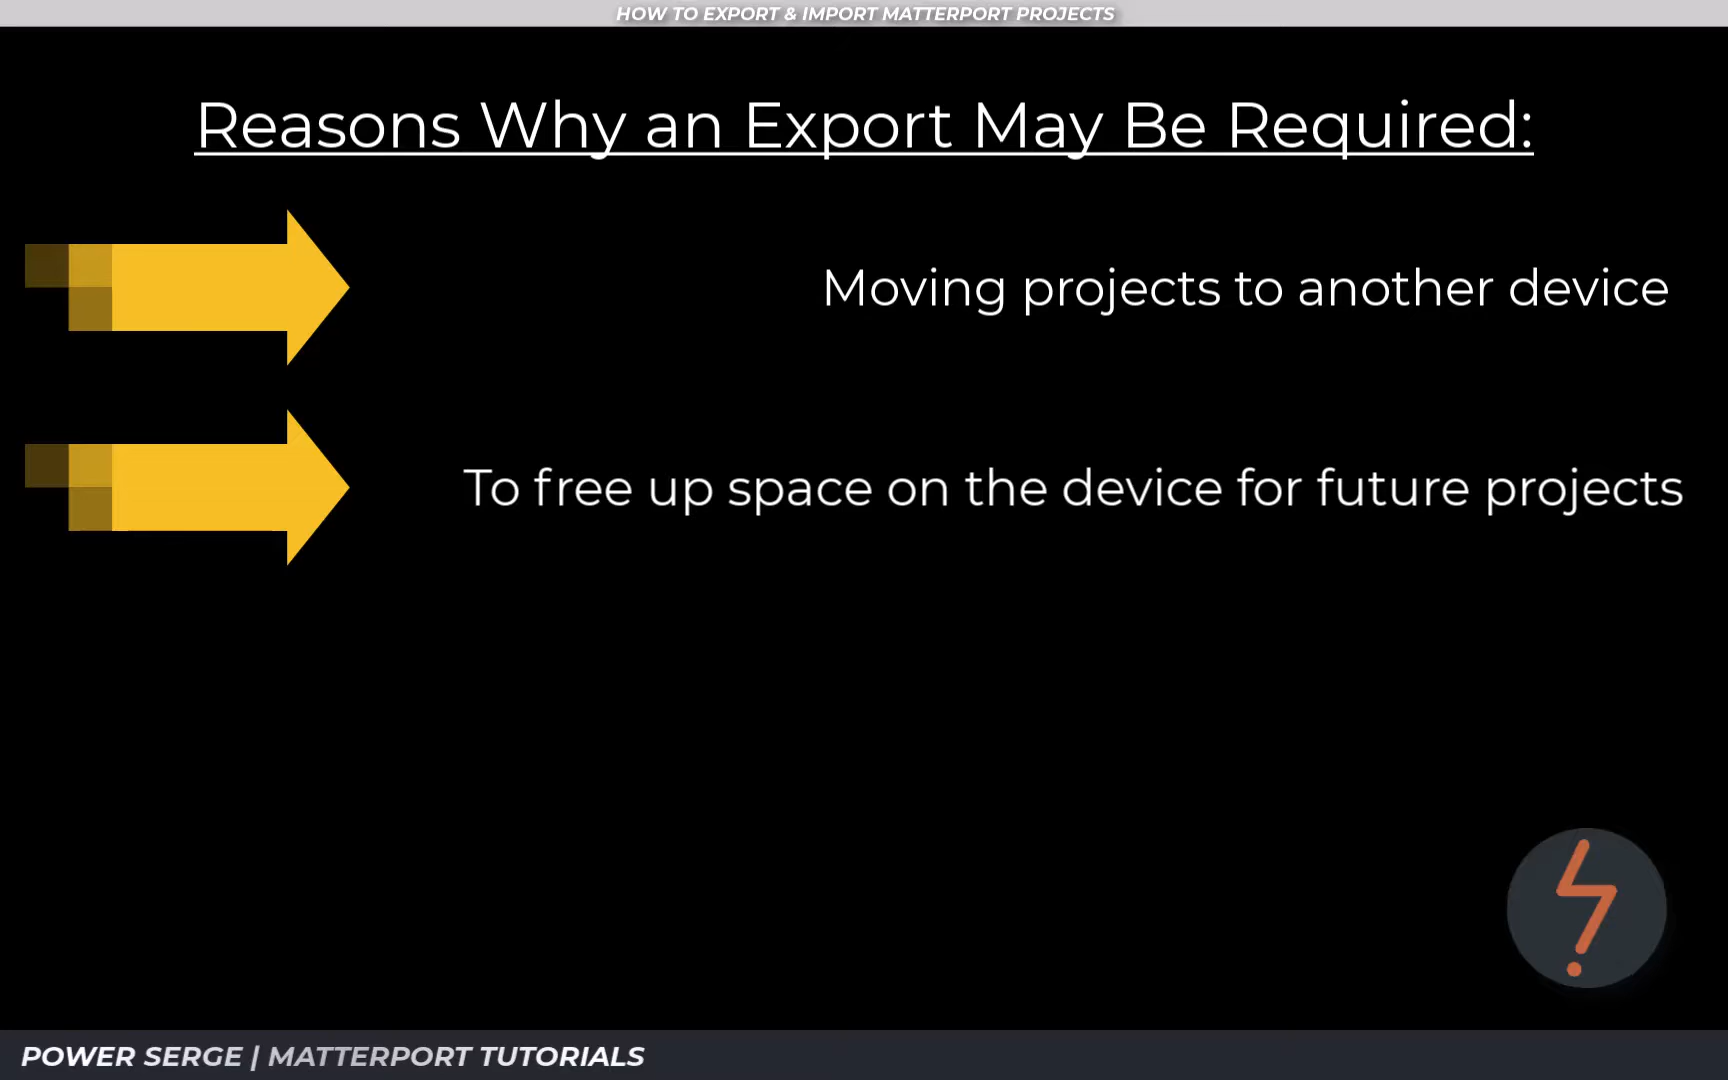 HOW TO EXPORT & IMPORT MATTERPORT PROJECTS
Reasons Why an Export May Be Required:
Moving projects to another device
To free up space on the device for future projects
POWER SERGE | MATTERPORT TUTORIALS